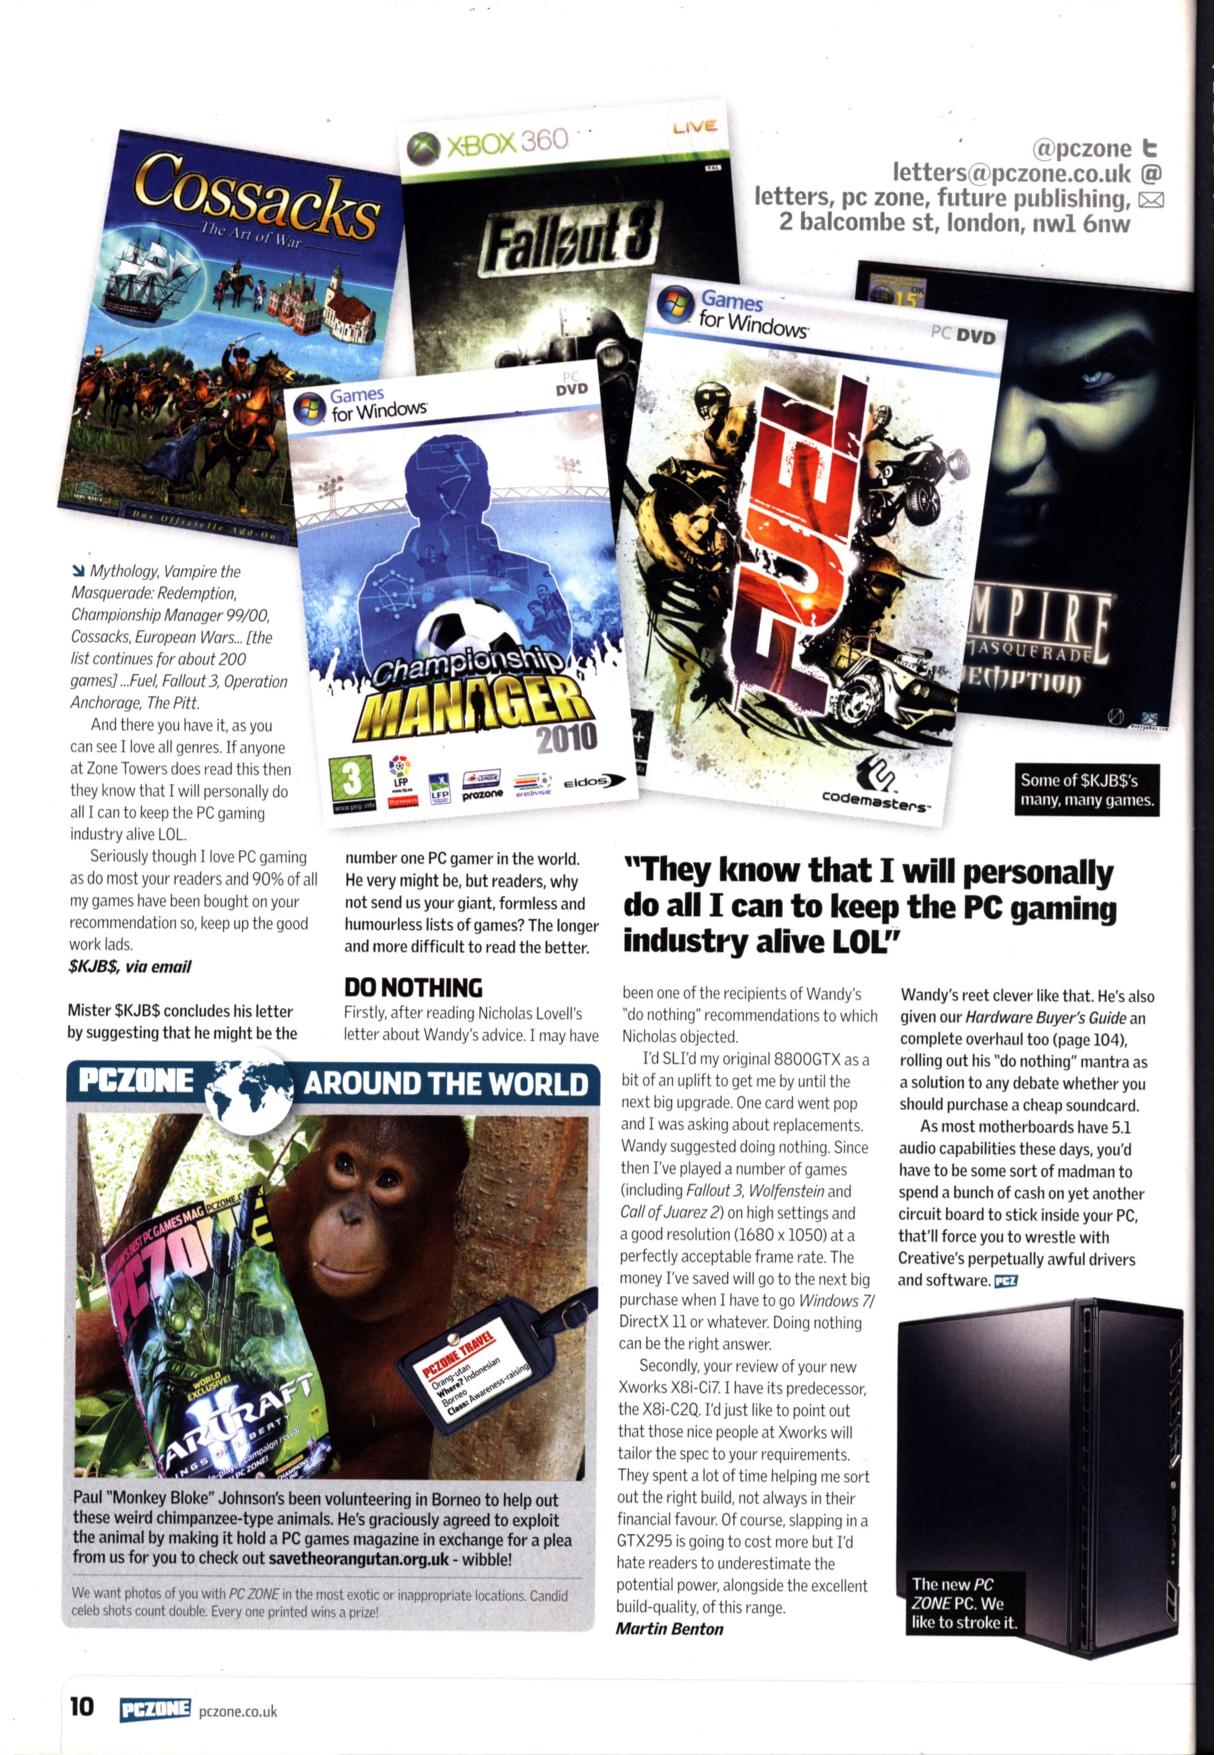 @pczone
letters@pczone.co.uk @
letters, pc zone, future publishing,
2 balcombe st, london, nw1 6nw
Cossacks
The Art of War
Das Offizielle Add-On
XBOX 360
LIVE
PAL
Fallout 3
Games
for Windows
PC
DVD
Championship
MANAGER
2010
3
www.pegi.info
LFP
LFP
prozone
eredivisie
eidos
Games
for Windows
PC DVD
FUEL
codemasters
OK
15+
MPIRE
MASQUERADE
EMPTION
Some of $KJB$'s
many, many games.
Mythology, Vampire the
Masquerade: Redemption,
Championship Manager 99/00,
Cossacks, European Wars... [the
list continues for about 200
games] ...Fuel, Fallout 3, Operation
Anchorage, The Pitt.
And there you have it, as you
can see I love all genres. If anyone
at Zone Towers does read this then
they know that I will personally do
all I can to keep the PC gaming
industry alive LOL.
Seriously though I love PC gaming
as do most your readers and 90% of all
my games have been bought on your
recommendation so, keep up the good
work lads.
$KJB$, via email
Mister $KJB$ concludes his letter
by suggesting that he might be the
number one PC gamer in the world.
He very might be, but readers, why
not send us your giant, formless and
humourless lists of games? The longer
and more difficult to read the better.
DO NOTHING
Firstly, after reading Nicholas Lovell's
letter about Wandy's advice. I may have
"They know that I will personally
do all I can to keep the PC gaming
industry alive LOL"
been one of the recipients of Wandy's
"do nothing" recommendations to which
Nicholas objected.
I'd SLI'd my original 8800GTX as a
bit of an uplift to get me by until the
next big upgrade. One card went pop
and I was asking about replacements.
Wandy suggested doing nothing. Since
then I've played a number of games
(including Fallout 3, Wolfenstein and
Call of Juarez 2) on high settings and
a good resolution (1680 x 1050) at a
perfectly acceptable frame rate. The
money I've saved will go to the next big
purchase when I have to go Windows 7/
DirectX 11 or whatever. Doing nothing
can be the right answer.
Secondly, your review of your new
Xworks X8i-Ci7. I have its predecessor,
the X8i-C2Q. I'd just like to point out
that those nice people at Xworks will
tailor the spec to your requirements.
They spent a lot of time helping me sort
out the right build, not always in their
financial favour. Of course, slapping in a
GTX295 is going to cost more but I'd
hate readers to underestimate the
potential power, alongside the excellent
build-quality, of this range.
Martin Benton
Wandy's reet clever like that. He's also
given our Hardware Buyer's Guide an
complete overhaul too (page 104),
rolling out his "do nothing" mantra as
a solution to any debate whether you
should purchase a cheap soundcard.
As most motherboards have 5.1
audio capabilities these days, you'd
have to be some sort of madman to
spend a bunch of cash on yet another
circuit board to stick inside your PC,
that'll force you to wrestle with
Creative's perpetually awful drivers
and software. PCZ
The new PC
ZONE PC. We
like to stroke it.
PCZONE AROUND THE WORLD
BEST PC GAMES MAG
PCZONE
WORLD
EXCLUSIVE!
STARCRAFT
II
WINGS OF LIBERTY
PCZONE TRAVEL
Orang-utan
Where? Indonesian
Borneo
Class: Awareness-raising
Paul "Monkey Bloke" Johnson's been volunteering in Borneo to help out
these weird chimpanzee-type animals. He's graciously agreed to exploit
the animal by making it hold a PC games magazine in exchange for a plea
from us for you to check out savetheorangutan.org.uk - wibble!
We want photos of you with PC ZONE in the most exotic or inappropriate locations. Candid
celeb shots count double. Every one printed wins a prize!
10 PCZONE pczone.co.uk